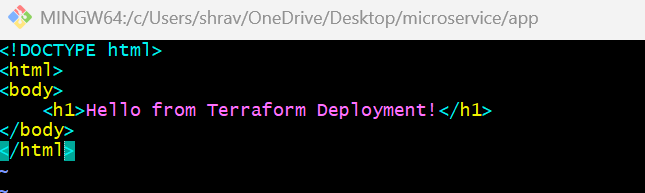 MINGW64:/c/Users/shrav/OneDrive/Desktop/microservice/app
<!DOCTYPE html>
<html>
<body>
    <h1>Hello from Terraform Deployment!</h1>
</body>
</html>
~
~